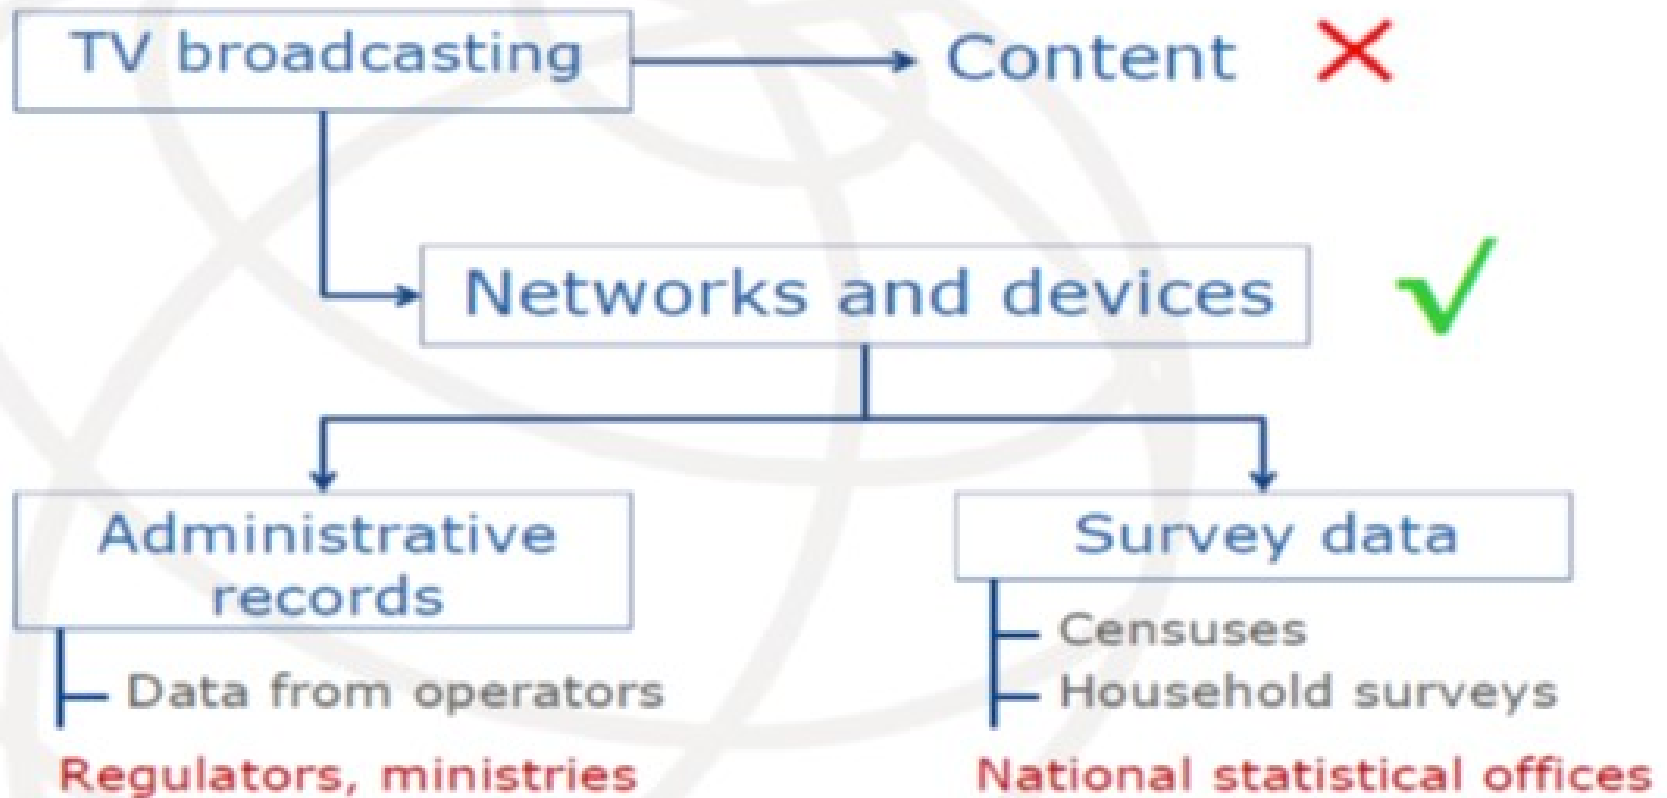 TV broadcasting
Content
Networks and devices
Administrative
records
Data from operators
Regulators, ministries
Survey data
Censuses
Household surveys
National statistical offices